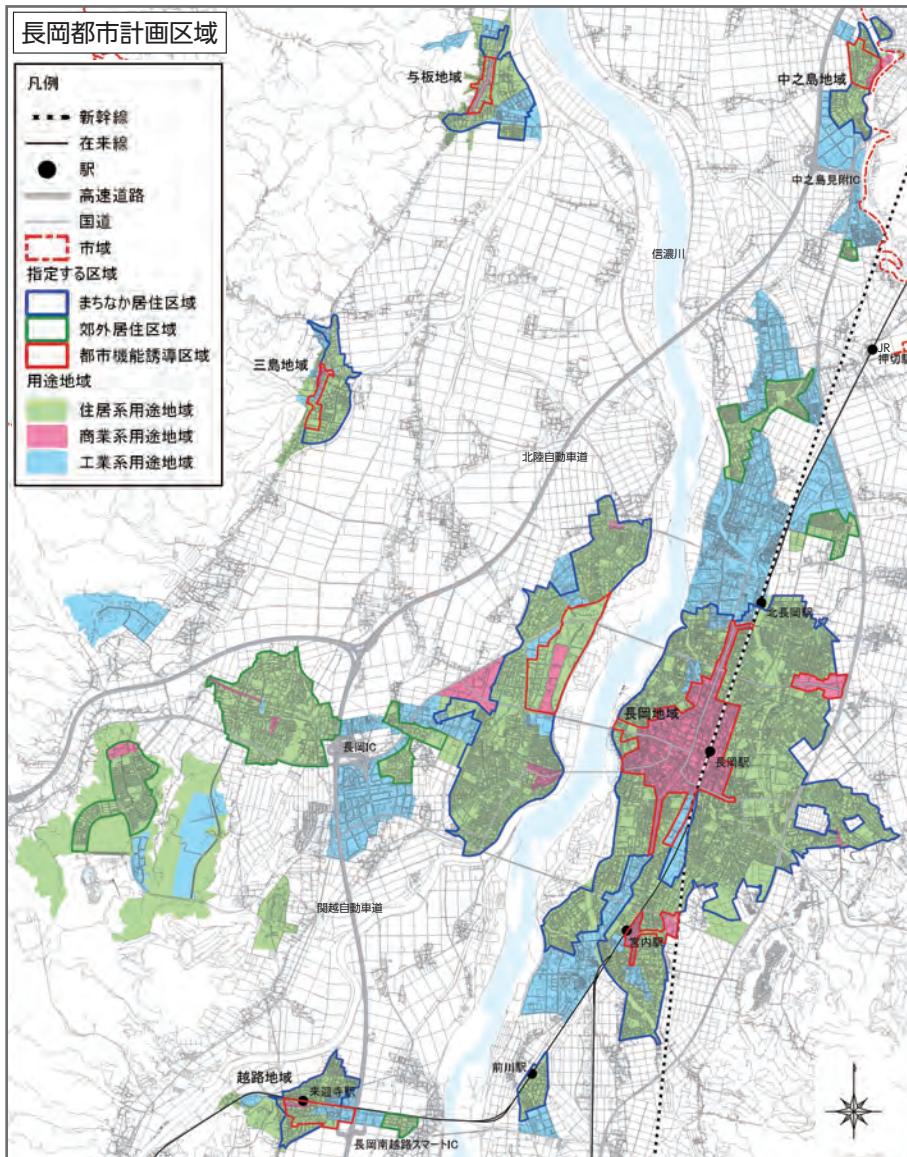 長岡都市計画区域
凡例
新幹線
在来線
駅
高速道路
国道
市域
指定する区域
まちなか居住区域
郊外居住区域
都市機能誘導区域
用途地域
住居系用途地域
商業系用途地域
工業系用途地域
与板地域
中之島地域
中之島見附IC
信濃川
三島地域
JR
押切駅
北陸自動車道
北長岡駅
長岡地域
長岡IC
長岡駅
関越自動車道
宮内駅
前川駅
越路地域
来迎寺駅
長岡南越路スマートIC